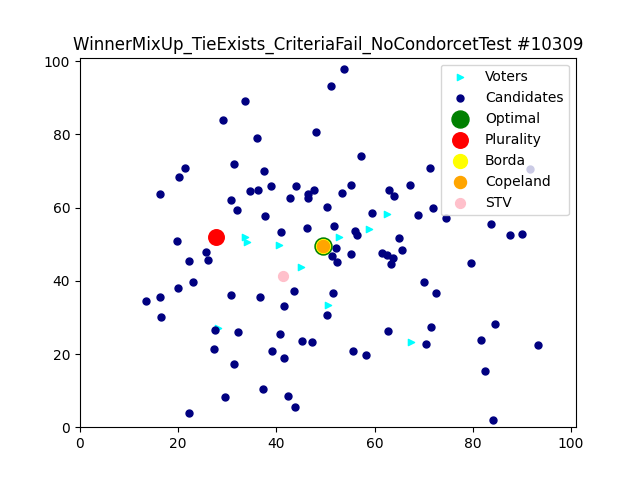 WinnerMixUp_TieExists_CriteriaFail_NoCondorcetTest #10309
Voters
Candidates
Optimal
Plurality
Borda
Copeland
STV
100
80
60
40
20
0
0 20 40 60 80 100